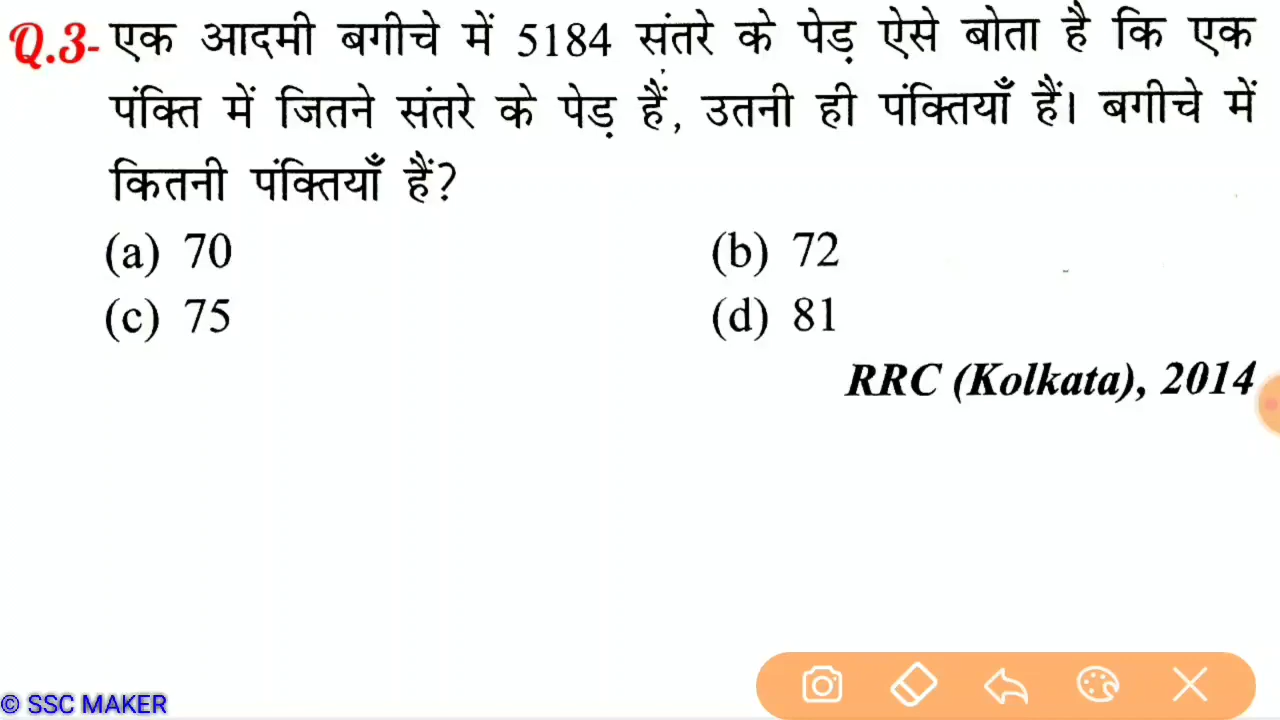 Q.3- एक आदमी बगीचे में 5184 संतरे के पेड़ ऐसे बोता है कि एक
पंक्ति में जितने संतरे के पेड़ हैं, उतनी ही पंक्तियाँ हैं। बगीचे में
कितनी पंक्तियाँ हैं?
(a) 70 (b) 72
(c) 75 (d) 81
RRC (Kolkata), 2014
© SSC MAKER